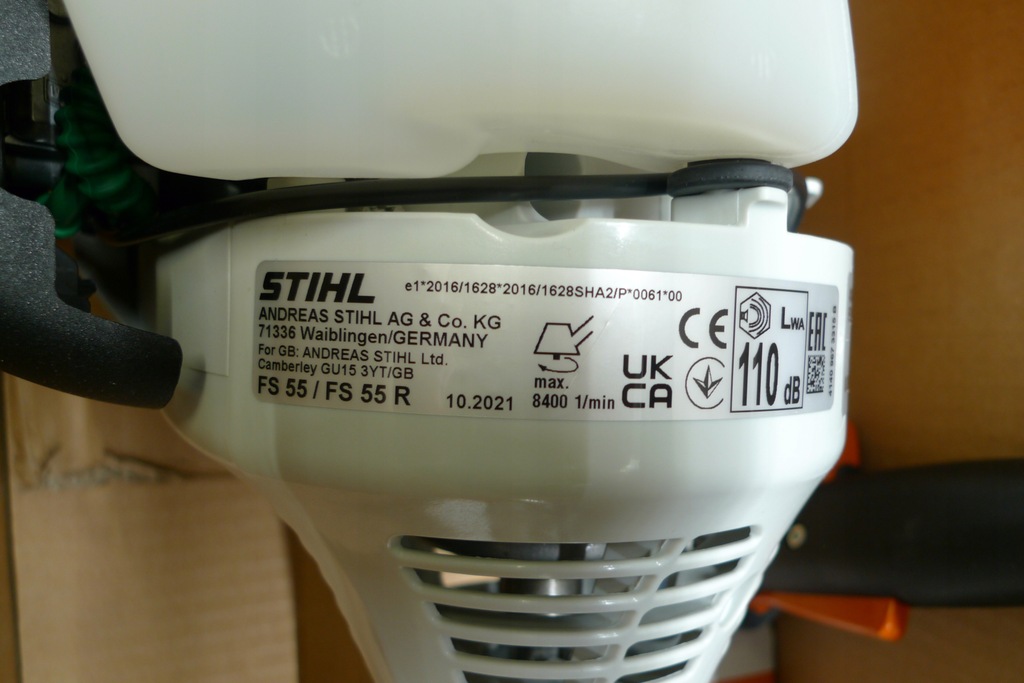 STIHL
e1*2016/1628*2016/1628SHA2/P*0061*00
ANDREAS STIHL AG & Co. KG
71336 Waiblingen/GERMANY
For GB: ANDREAS STIHL Ltd.
Camberley GU15 3YT/GB
FS 55 / FS 55 R
10.2021
max.
8400 1/min
CE
UK
CA
LWA
110 dB
EAC